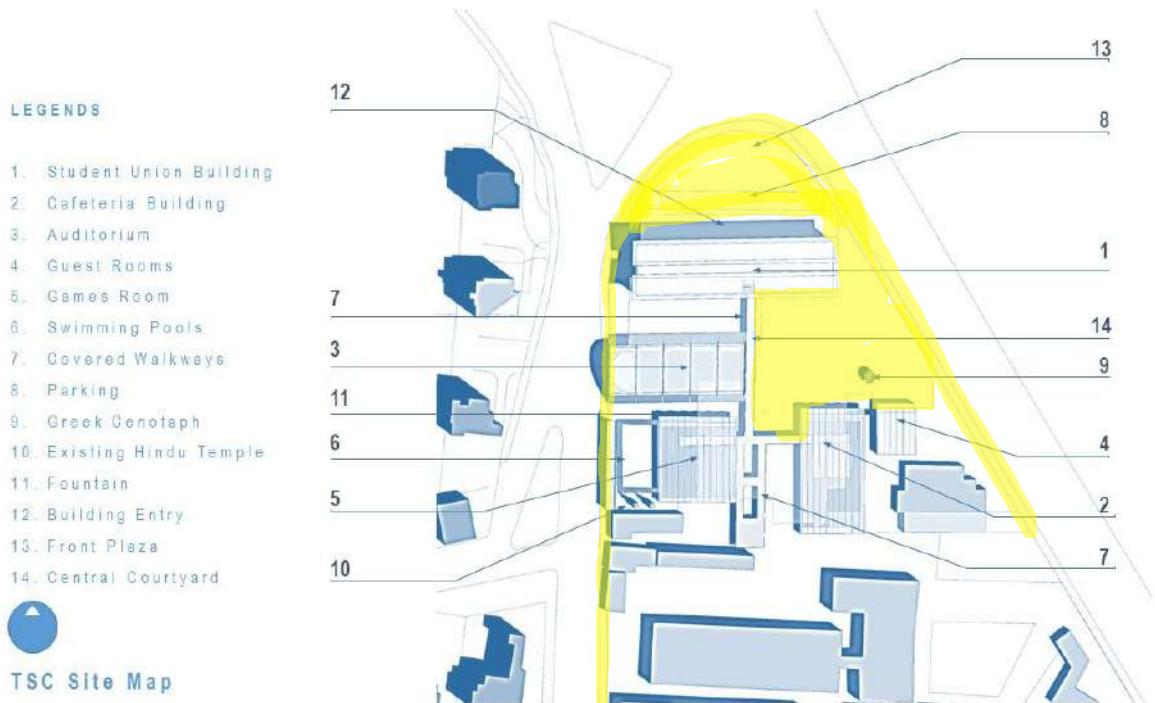 LEGENDS
1. Student Union Building
2. Cafeteria Building
3. Auditorium
4. Guest Rooms
5. Games Room
6. Swimming Pools
7. Covered Walkways
8. Parking
9. Greek Cenotaph
10. Existing Hindu Temple
11. Fountain
12. Building Entry
13. Front Plaza
14. Central Courtyard
TSC Site Map
12
7
3
11
6
5
10
13
8
1
14
9
4
2
7